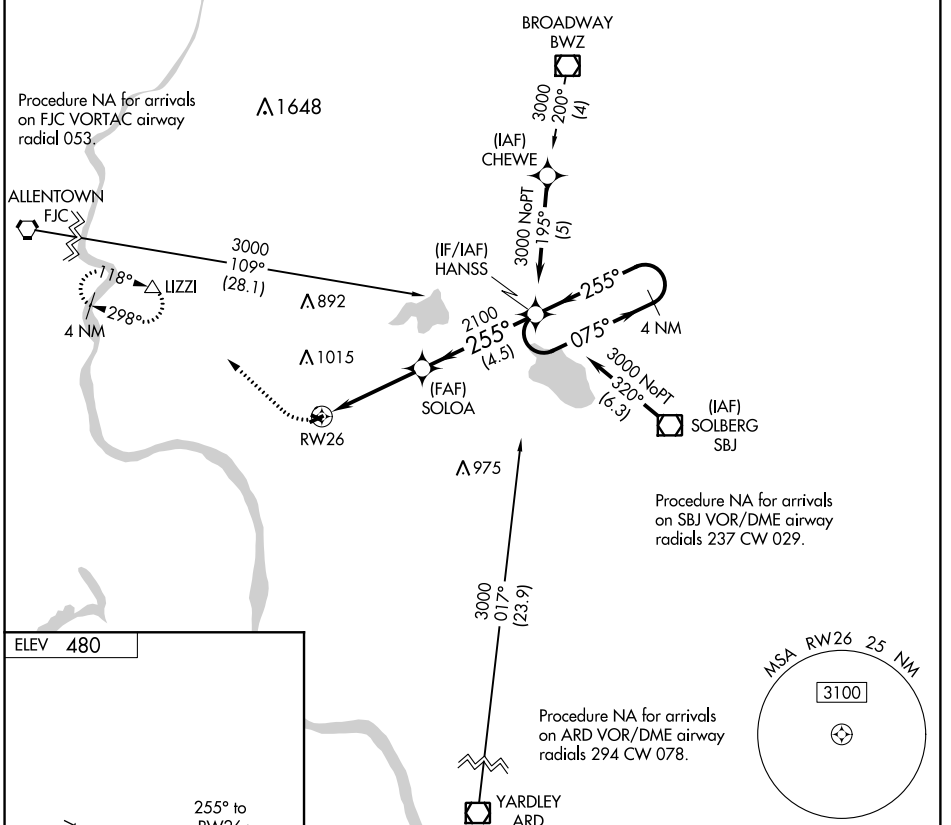 BROADWAY
BWZ
Procedure NA for arrivals
on FJC VORTAC airway
radial 053.
1648
3000
200°
(4)
(IAF)
CHEWE
ALLENTOWN
FJC
3000 NoPT
195°
(5)
3000
109°
(28.1)
(IF/IAF)
HANSS
118°
LIZZI
298°
4 NM
892
255°
075°
4 NM
2100
255°
(4.5)
1015
3000 NoPT
320°
(6.3)
(FAF)
SOLOA
(IAF)
SOLBERG
SBJ
RW26
975
Procedure NA for arrivals
on SBJ VOR/DME airway
radials 237 CW 029.
3000
017°
(23.9)
ELEV 480
MSA RW26 25 NM
3100
Procedure NA for arrivals
on ARD VOR/DME airway
radials 294 CW 078.
255° to
RW26
YARDLEY
ARD